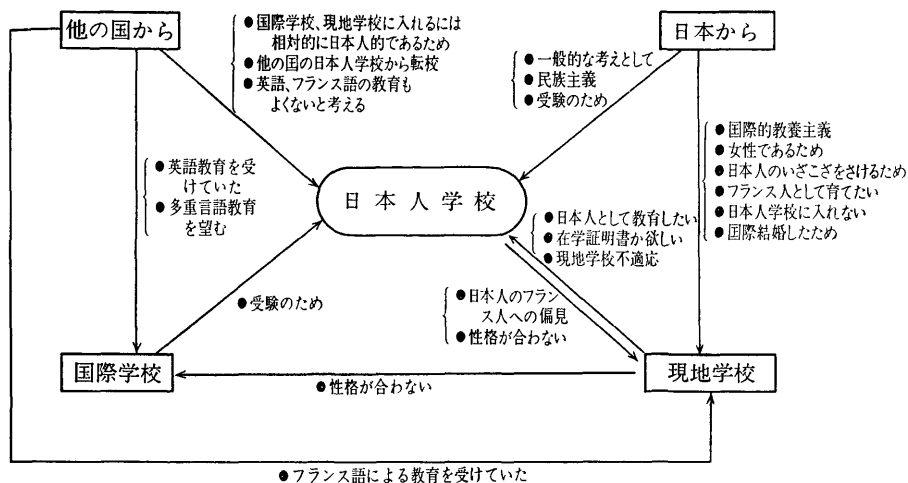 他の国から
●国際学校、現地学校に入れるには
相対的に日本人的であるため
●他の国の日本人学校から転校
●英語、フランス語の教育も
よくないと考える
日本から
●一般的な考えとして
●民族主義
●受験のため
●国際的教養主義
●女性であるため
●日本人のいざこざをさけるため
●フランス人として育てたい
●日本人学校に入れない
●国際結婚したため
●英語教育を受
けていた
●多重言語教育
を望む
日本人学校
●日本人として教育したい
●在学証明書か欲しい
●現地学校不適応
●受験のため
●日本人のフラン
ス人への偏見
●性格が合わない
国際学校
●性格が合わない
現地学校
●フランス語による教育を受けていた